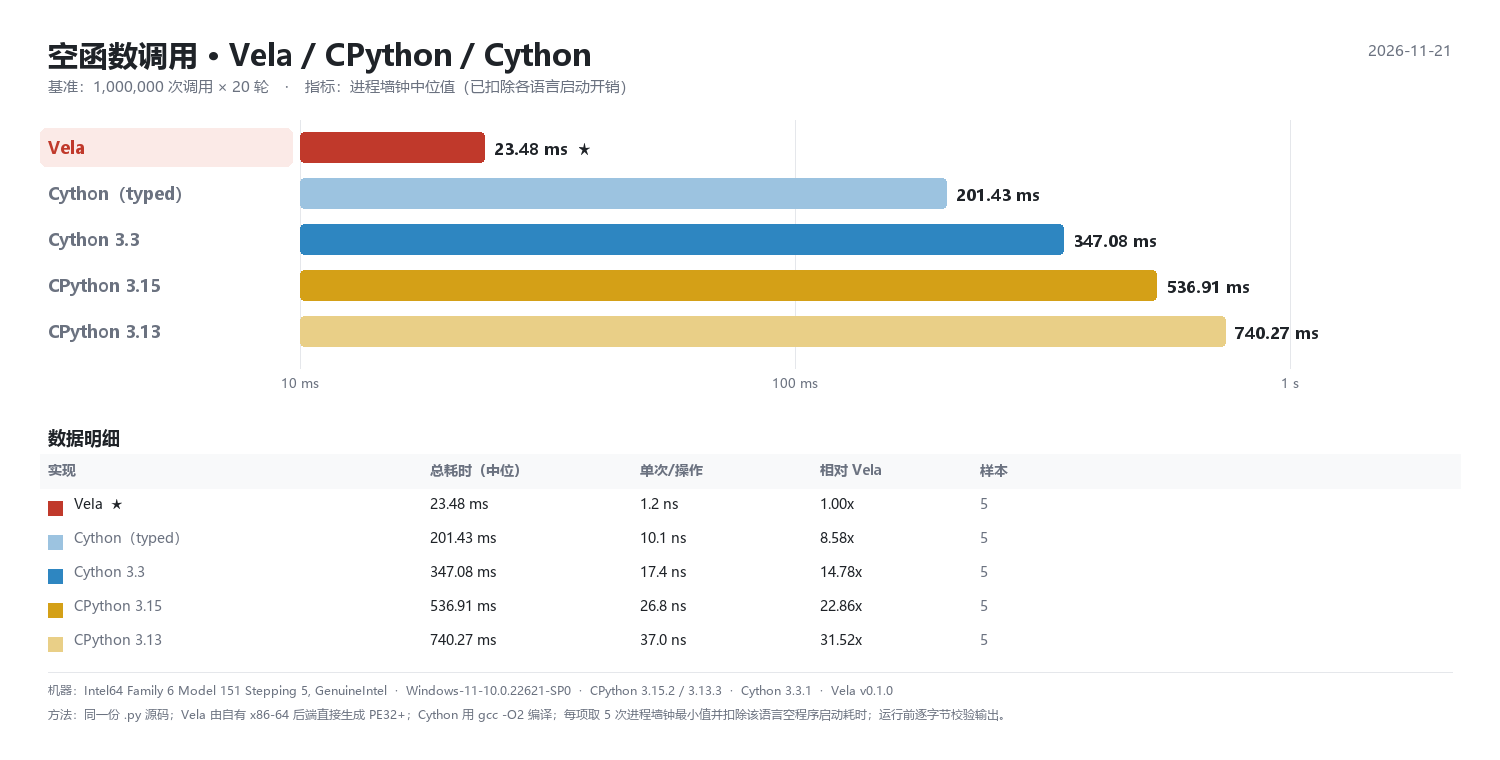 空函数调用 • Vela / CPython / Cython
2026-11-21
基准：1,000,000 次调用 × 20 轮 · 指标：进程墙钟中位值（已扣除各语言启动开销）
Vela 23.48 ms ★
Cython（typed） 201.43 ms
Cython 3.3 347.08 ms
CPython 3.15 536.91 ms
CPython 3.13 740.27 ms
10 ms 100 ms 1 s
数据明细
实现 总耗时（中位） 单次/操作 相对 Vela 样本
Vela ★ 23.48 ms 1.2 ns 1.00x 5
Cython（typed） 201.43 ms 10.1 ns 8.58x 5
Cython 3.3 347.08 ms 17.4 ns 14.78x 5
CPython 3.15 536.91 ms 26.8 ns 22.86x 5
CPython 3.13 740.27 ms 37.0 ns 31.52x 5
机器：Intel64 Family 6 Model 151 Stepping 5, GenuineIntel · Windows-11-10.0.22621-SP0 · CPython 3.15.2 / 3.13.3 · Cython 3.3.1 · Vela v0.1.0
方法：同一份 .py 源码；Vela 由自有 x86-64 后端直接生成 PE32+；Cython 用 gcc -O2 编译；每项取 5 次进程墙钟最小值并扣除该语言空程序启动耗时；运行前逐字节校验输出。